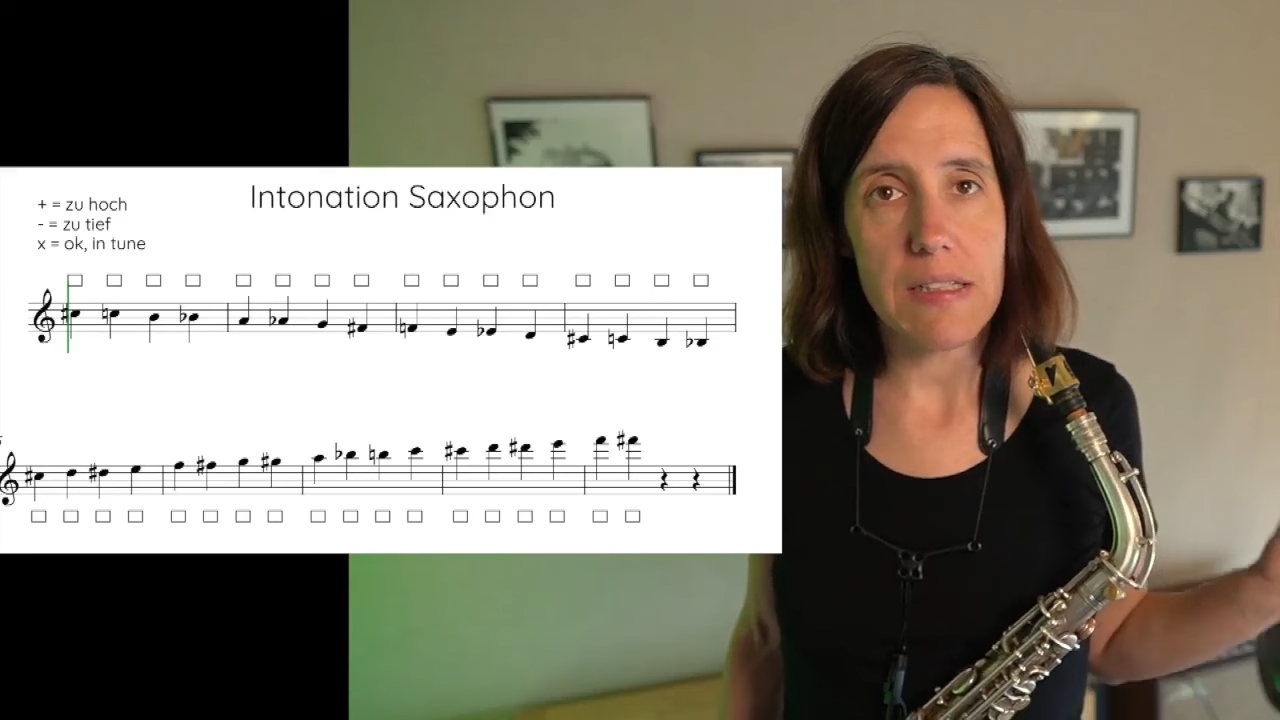 Intonation Saxophon
+ = zu hoch
- = zu tief
x = ok, in tune